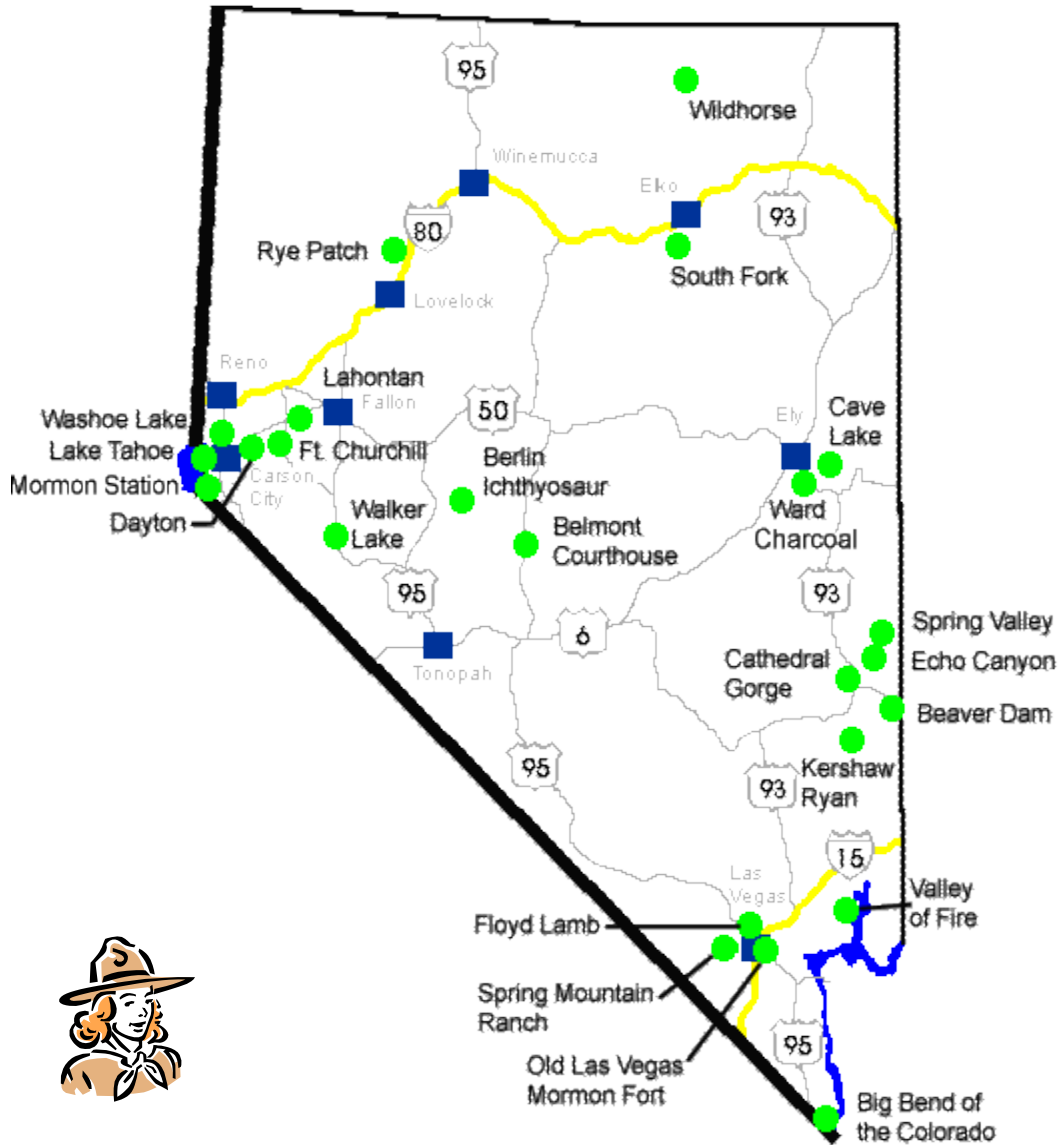 95
Wildhorse
Winemucca
Elko
93
80
Rye Patch
South Fork
Lovelock
Reno
Lahontan
Fallon
50
Washoe Lake
Lake Tahoe
Ft. Churchill
Ely
Cave
Lake
Mormon Station
Carson
City
Dayton
Berlin
Ichthyosaur
Walker
Lake
Belmont
Courthouse
Ward
Charcoal
95
6
93
Tonopah
Spring Valley
Echo Canyon
Cathedral
Gorge
Beaver Dam
Kershaw
Ryan
95
93
15
Las
Vegas
Valley
of Fire
Floyd Lamb
Spring Mountain
Ranch
Old Las Vegas
Mormon Fort
95
Big Bend of
the Colorado